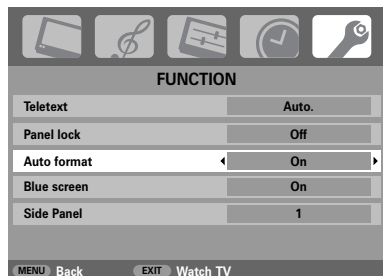 FUNCTION
Teletext Auto.
Panel lock Off
Auto format On
Blue screen On
Side Panel 1
MENU Back EXIT Watch TV